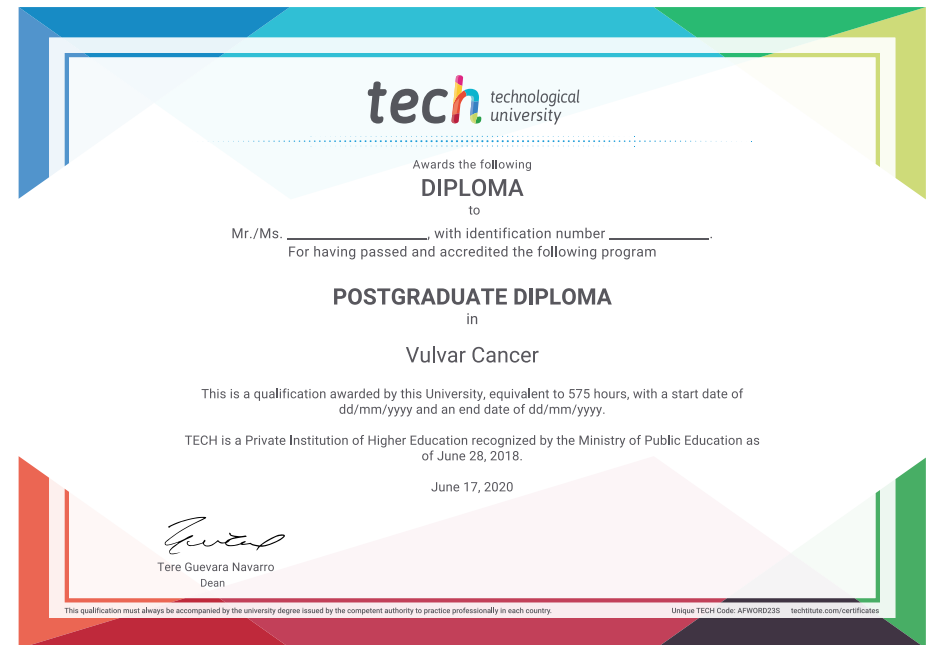 tech technological
university
Awards the following
DIPLOMA
to
Mr./Ms. ____________________, with identification number ______________.
For having passed and accredited the following program
POSTGRADUATE DIPLOMA
in
Vulvar Cancer
This is a qualification awarded by this University, equivalent to 575 hours, with a start date of
dd/mm/yyyy and an end date of dd/mm/yyyy.
TECH is a Private Institution of Higher Education recognized by the Ministry of Public Education as
of June 28, 2018.
June 17, 2020
Tere Guevara Navarro
Dean
This qualification must always be accompanied by the university degree issued by the competent authority to practice professionally in each country. Unique TECH Code: AFWORD23S techtitute.com/certificates